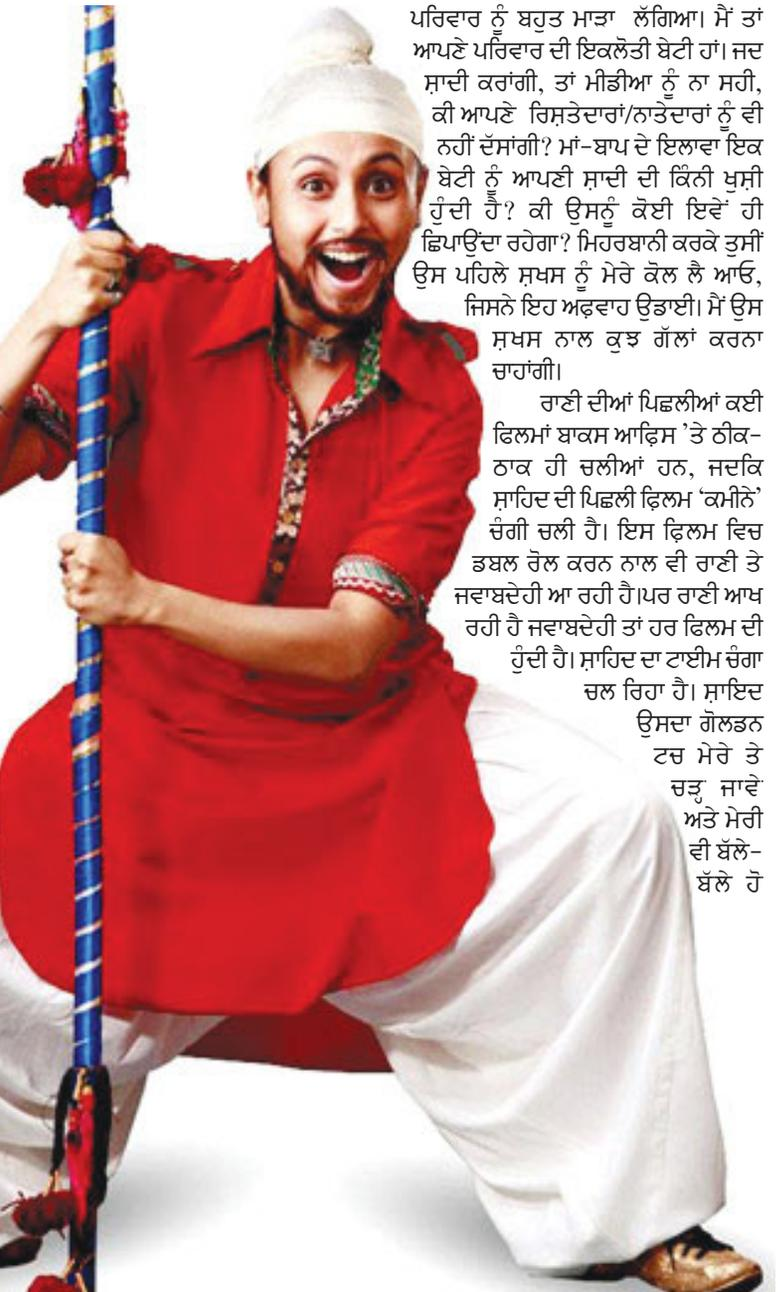 ਪਰਿਵਾਰ ਨੂੰ ਬਹੁਤ ਮਾੜਾ ਲੱਗਿਆ। ਮੈਂ ਤਾਂ
ਆਪਣੇ ਪਰਿਵਾਰ ਦੀ ਇਕਲੋਤੀ ਬੇਟੀ ਹਾਂ। ਜਦ
ਸ਼ਾਦੀ ਕਰਾਂਗੀ, ਤਾਂ ਮੀਡੀਆ ਨੂੰ ਨਾ ਸਹੀ,
ਕੀ ਆਪਣੇ ਰਿਸ਼ਤੇਦਾਰਾਂ/ਨਾਤੇਦਾਰਾਂ ਨੂੰ ਵੀ
ਨਹੀਂ ਦੱਸਾਂਗੀ? ਮਾਂ-ਬਾਪ ਦੇ ਇਲਾਵਾ ਇਕ
ਬੇਟੀ ਨੂੰ ਆਪਣੀ ਸ਼ਾਦੀ ਦੀ ਕਿੰਨੀ ਖੁਸ਼ੀ
ਹੁੰਦੀ ਹੈ? ਕੀ ਉਸਨੂੰ ਕੋਈ ਇਵੇਂ ਹੀ
ਛਿਪਾਉਂਦਾ ਰਹੇਗਾ? ਮਿਹਰਬਾਨੀ ਕਰਕੇ ਤੁਸੀਂ
ਉਸ ਪਹਿਲੇ ਸ਼ਖਸ ਨੂੰ ਮੇਰੇ ਕੋਲ ਲੈ ਆਓ,
ਜਿਸਨੇ ਇਹ ਅਫ਼ਵਾਹ ਉਡਾਈ। ਮੈਂ ਉਸ
ਸ਼ਖਸ ਨਾਲ ਕੁਝ ਗੱਲਾਂ ਕਰਨਾ
ਚਾਹਾਂਗੀ।
ਰਾਣੀ ਦੀਆਂ ਪਿਛਲੀਆਂ ਕਈ
ਫਿਲਮਾਂ ਬਾਕਸ ਆਫ਼ਿਸ ’ਤੇ ਠੀਕ-
ਠਾਕ ਹੀ ਚਲੀਆਂ ਹਨ, ਜਦਕਿ
ਸ਼ਾਹਿਦ ਦੀ ਪਿਛਲੀ ਫ਼ਿਲਮ ‘ਕਮੀਨੇ’
ਚੰਗੀ ਚਲੀ ਹੈ। ਇਸ ਫ਼ਿਲਮ ਵਿਚ
ਡਬਲ ਰੋਲ ਕਰਨ ਨਾਲ ਵੀ ਰਾਣੀ ਤੇ
ਜਵਾਬਦੇਹੀ ਆ ਰਹੀ ਹੈ।ਪਰ ਰਾਣੀ ਆਖ
ਰਹੀ ਹੈ ਜਵਾਬਦੇਹੀ ਤਾਂ ਹਰ ਫਿਲਮ ਦੀ
ਹੁੰਦੀ ਹੈ। ਸ਼ਾਹਿਦ ਦਾ ਟਾਈਮ ਚੰਗਾ
ਚਲ ਰਿਹਾ ਹੈ। ਸ਼ਾਇਦ
ਉਸਦਾ ਗੋਲਡਨ
ਟਚ ਮੇਰੇ ਤੇ
ਚੜ੍ਹ ਜਾਵੇ
ਅਤੇ ਮੇਰੀ
ਵੀ ਬੱਲੇ-
ਬੱਲੇ ਹੋ